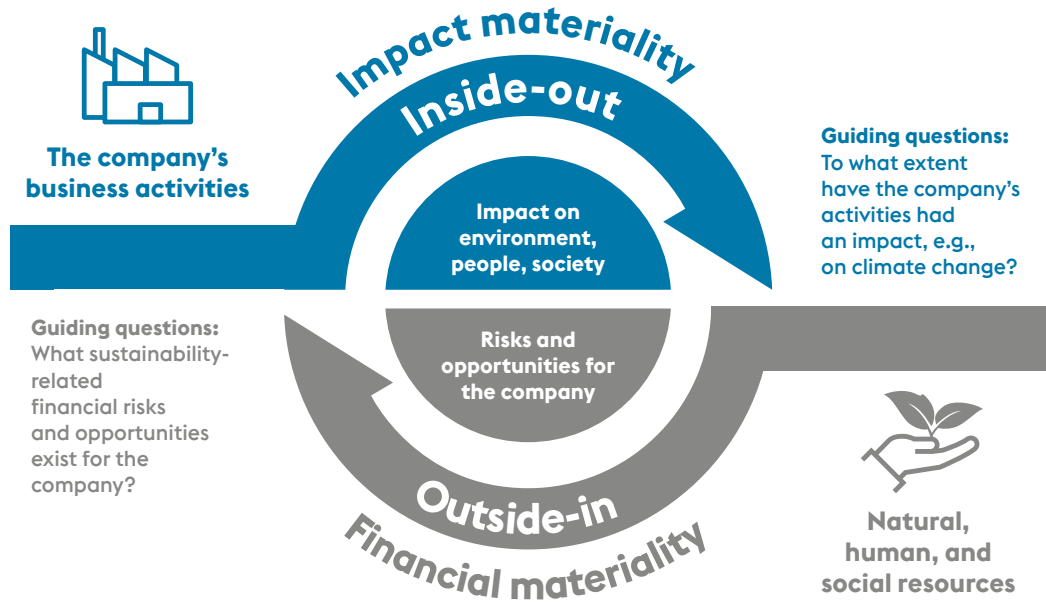 Impact materiality
Inside-out
The company’s
business activities
Impact on
environment,
people, society
Guiding questions:
To what extent
have the company’s
activities had
an impact, e.g.,
on climate change?
Guiding questions:
What sustainability-
related
financial risks
and opportunities
exist for the
company?
Risks and
opportunities for
the company
Outside-in
Financial materiality
Natural,
human, and
social resources